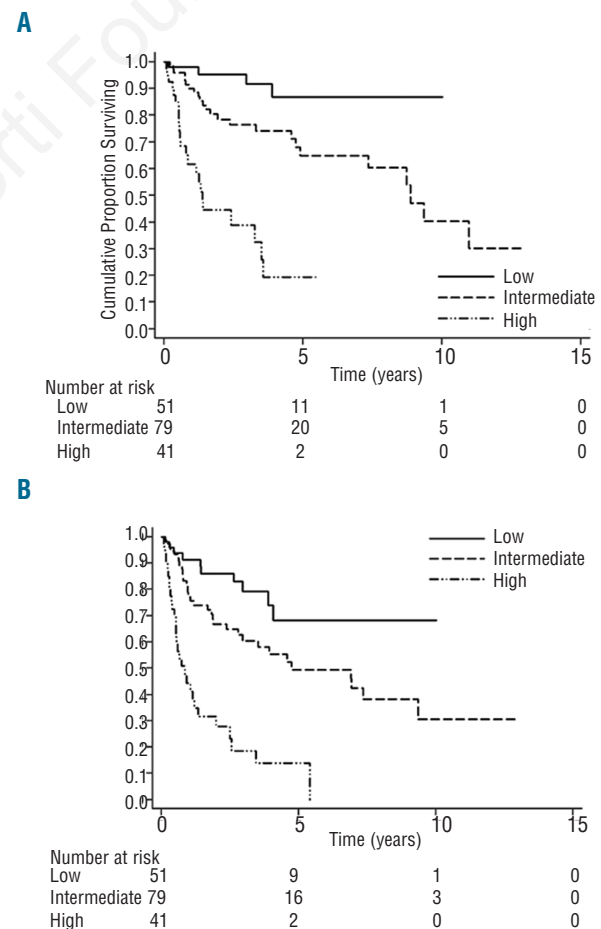 A
Cumulative Proportion Surviving
1.0
0.9
0.8
0.7
0.6
0.5
0.4
0.3
0.2
0.1
0.0
Low
Intermediate
High
0 5 10 15
Time (years)
Number at risk
Low 51 11 1 0
Intermediate 79 20 5 0
High 41 2 0 0
B
1.0
0.9
0.8
0.7
0.6
0.5
0.4
0.3
0.2
0.1
0.0
Low
Intermediate
High
0 5 10 15
Time (years)
Number at risk
Low 51 9 1 0
Intermediate 79 16 3 0
High 41 2 0 0